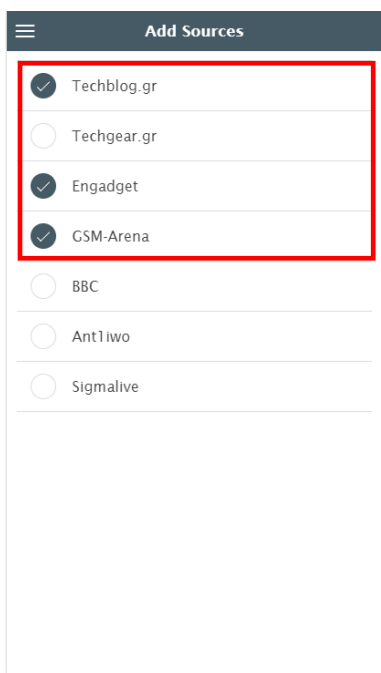 Add Sources
Techblog.gr
Techgear.gr
Engadget
GSM-Arena
BBC
Ant1iwo
Sigmalive